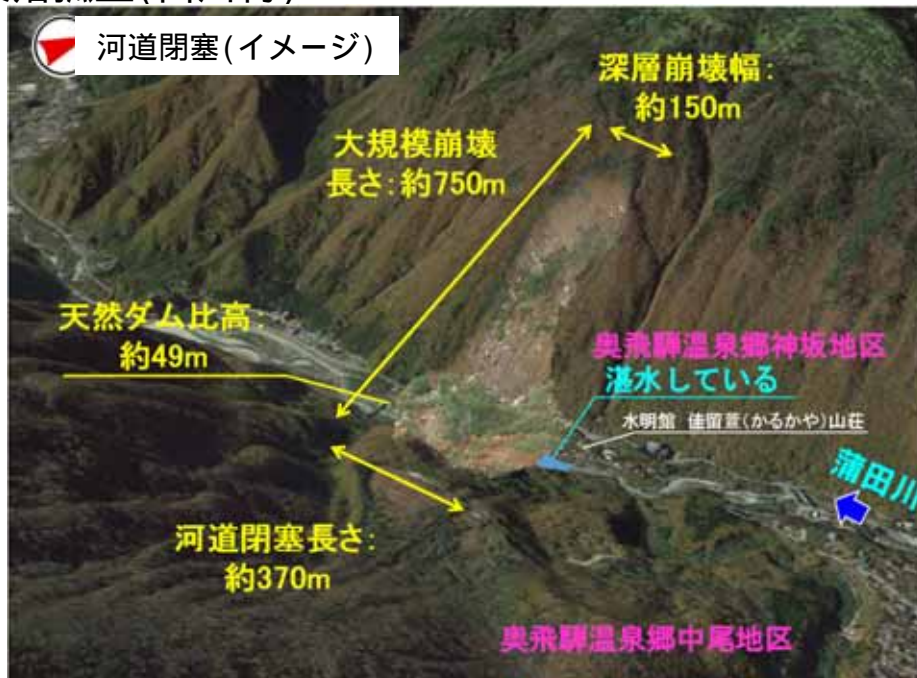 河道閉塞(イメージ)
深層崩壊幅:
約150m
大規模崩壊
長さ:約750m
天然ダム比高:
約49m
奥飛騨温泉郷神坂地区
湛水している
水明館 佳留萱(かるかや)山荘
蒲田川
河道閉塞長さ:
約370m
奥飛騨温泉郷中尾地区